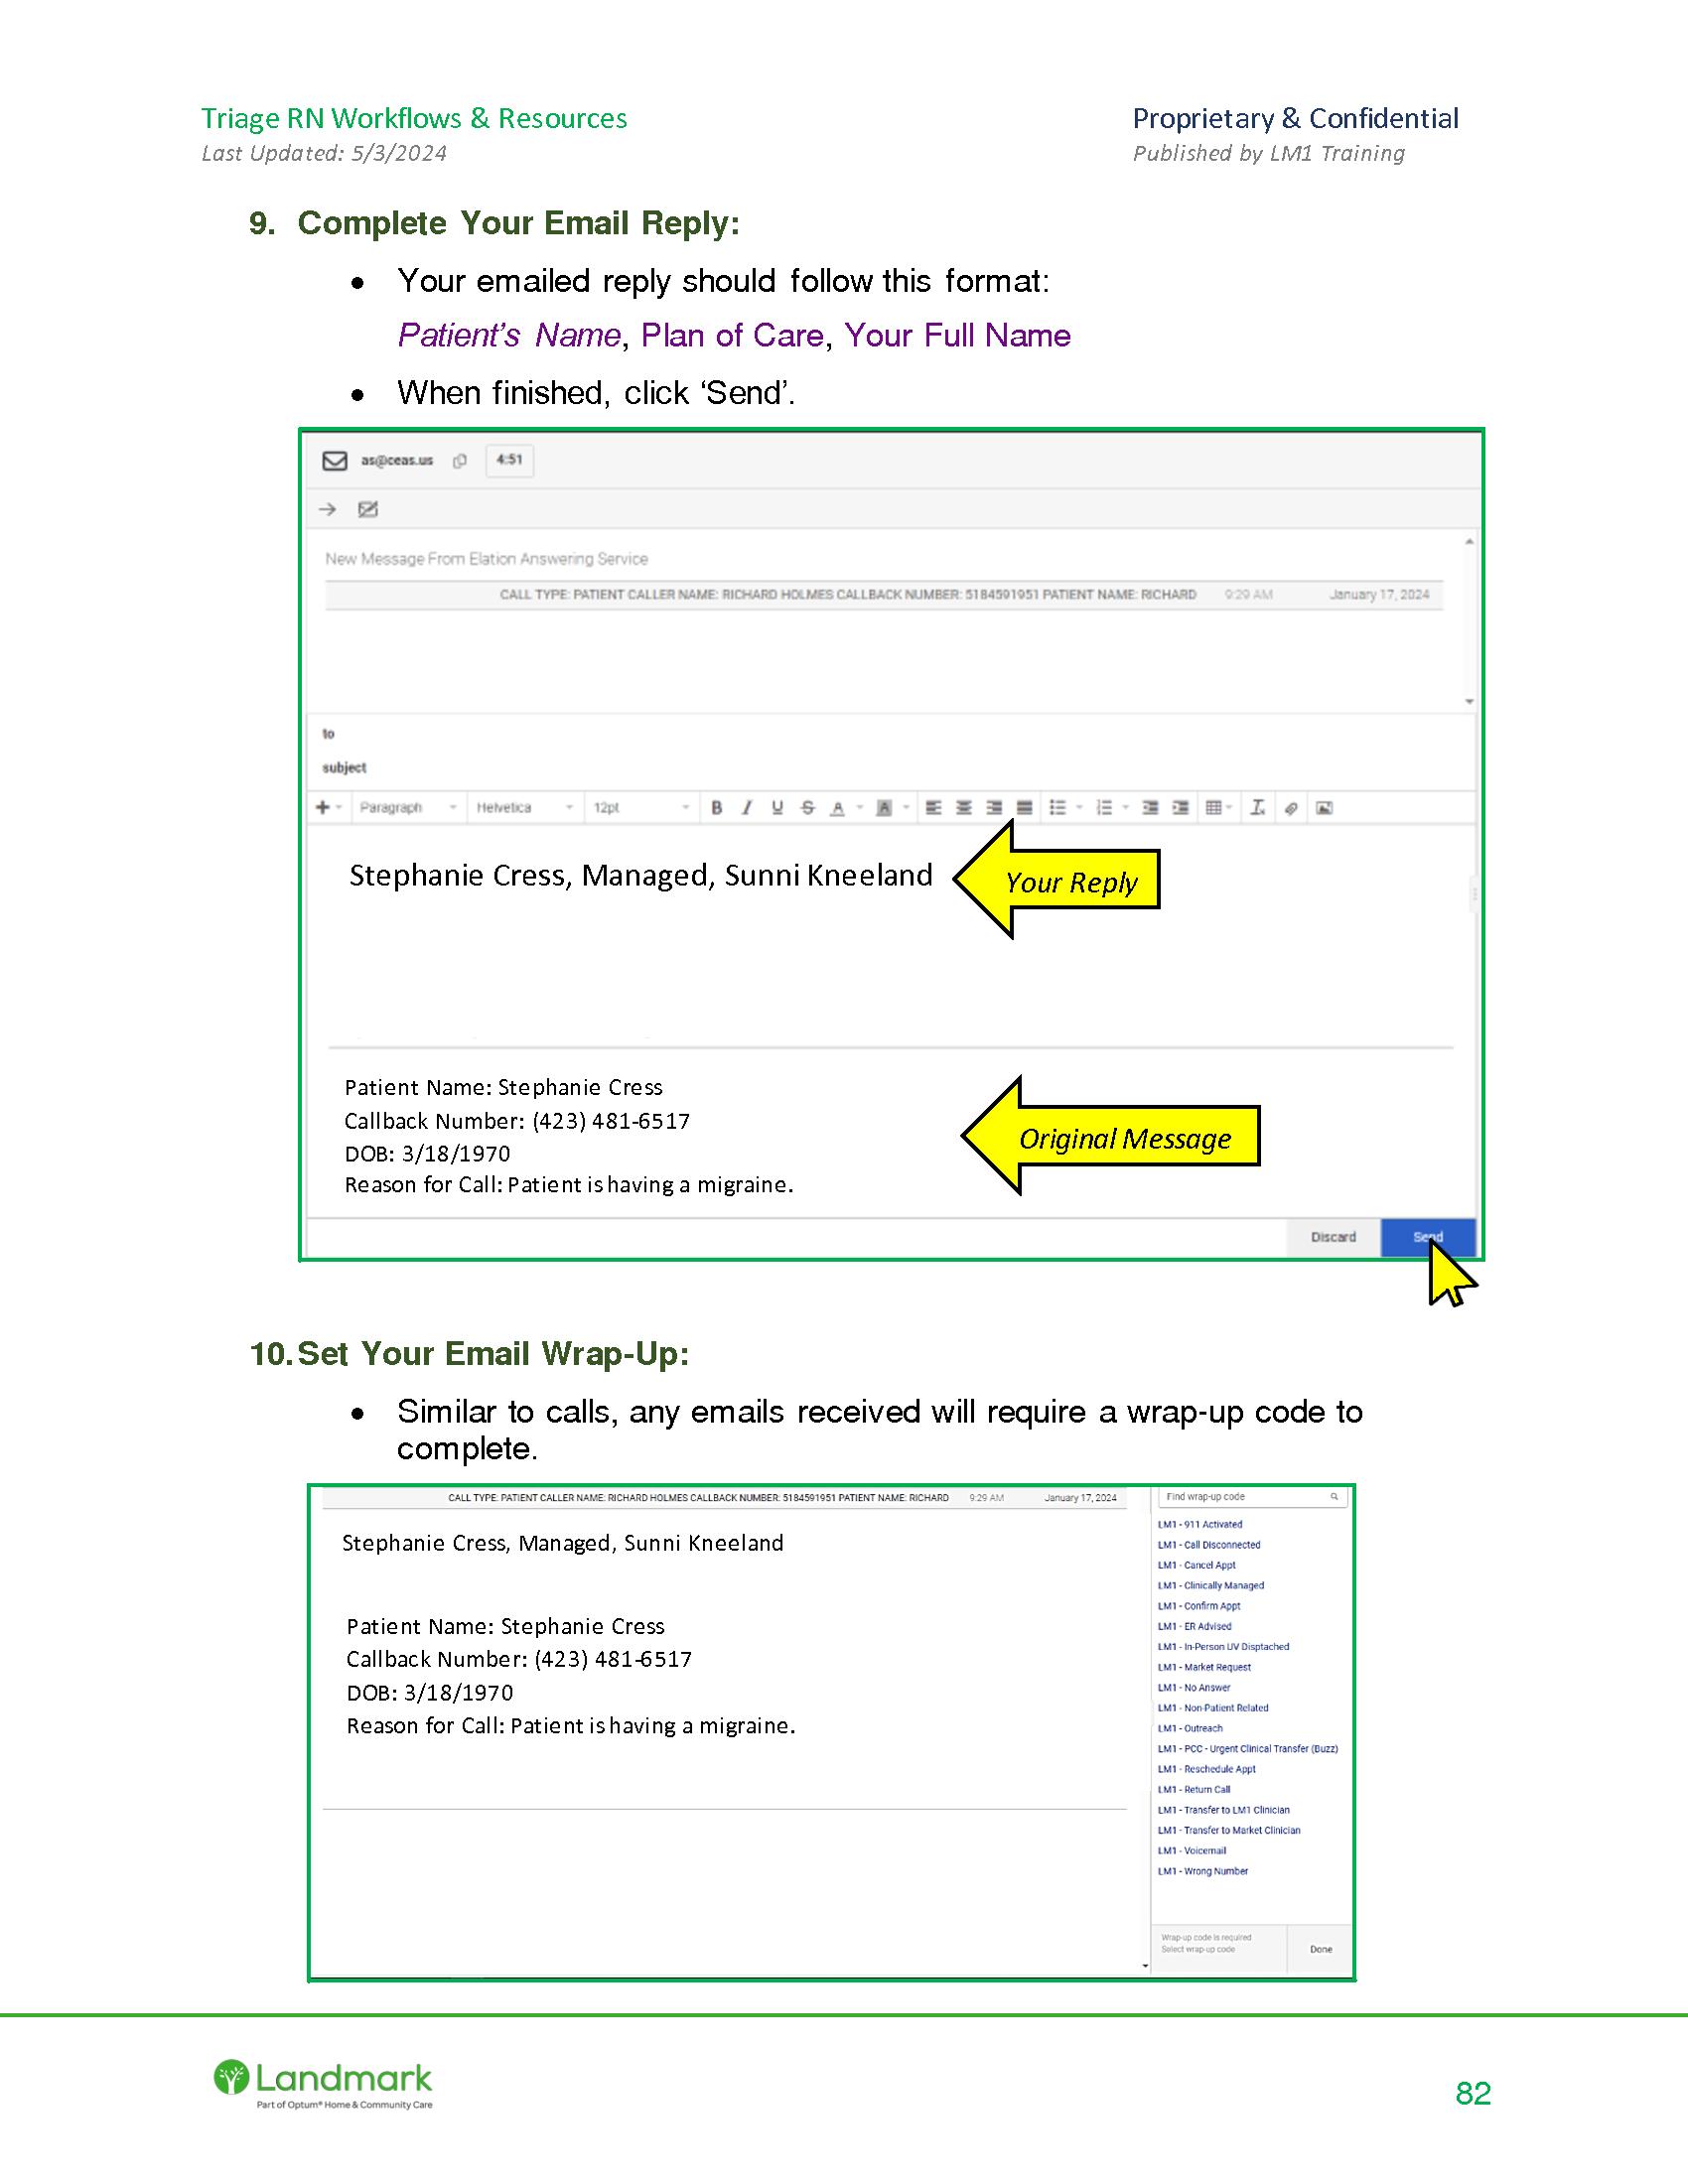 Triage RN Workflows & Resources
Proprietary & Confidential
Last Updated: 5/3/2024
Published by LM1 Training
9. Complete Your Email Reply:
• Your emailed reply should follow this format:
Patient's Name, Plan of Care, Your Full Name
• When finished, click ‘Send’.
as@ceas.us 4:51
New Message From Elation Answering Service
CALL TYPE: PATIENT CALLER NAME: RICHARD HOLMES CALLBACK NUMBER: 5184591951 PATIENT NAME: RICHARD 9:29 AM January 17, 2024
to
subject
Paragraph Helvetica 12pt B I U S A A
Stephanie Cress, Managed, Sunni Kneeland
Your Reply
Patient Name: Stephanie Cress
Callback Number: (423) 481-6517
DOB: 3/18/1970
Reason for Call: Patient is having a migraine.
Original Message
Discard Send
10. Set Your Email Wrap-Up:
• Similar to calls, any emails received will require a wrap-up code to
complete.
CALL TYPE: PATIENT CALLER NAME: RICHARD HOLMES CALLBACK NUMBER: 5184591951 PATIENT NAME: RICHARD 9:29 AM January 17, 2024
Stephanie Cress, Managed, Sunni Kneeland
Patient Name: Stephanie Cress
Callback Number: (423) 481-6517
DOB: 3/18/1970
Reason for Call: Patient is having a migraine.
Find wrap-up code
LM1 - 911 Activated
LM1 - Call Disconnected
LM1 - Cancel Appt
LM1 - Clinically Managed
LM1 - Confirm Appt
LM1 - ER Advised
LM1 - In-Person UV Disptached
LM1 - Market Request
LM1 - No Answer
LM1 - Non-Patient Related
LM1 - Outreach
LM1 - PCC - Urgent Clinical Transfer (Buzz)
LM1 - Reschedule Appt
LM1 - Return Call
LM1 - Transfer to LM1 Clinician
LM1 - Transfer to Market Clinician
LM1 - Voicemail
LM1 - Wrong Number
Wrap-up code is required
Select wrap-up code
Done
Landmark
Part of Optum® Home & Community Care
82